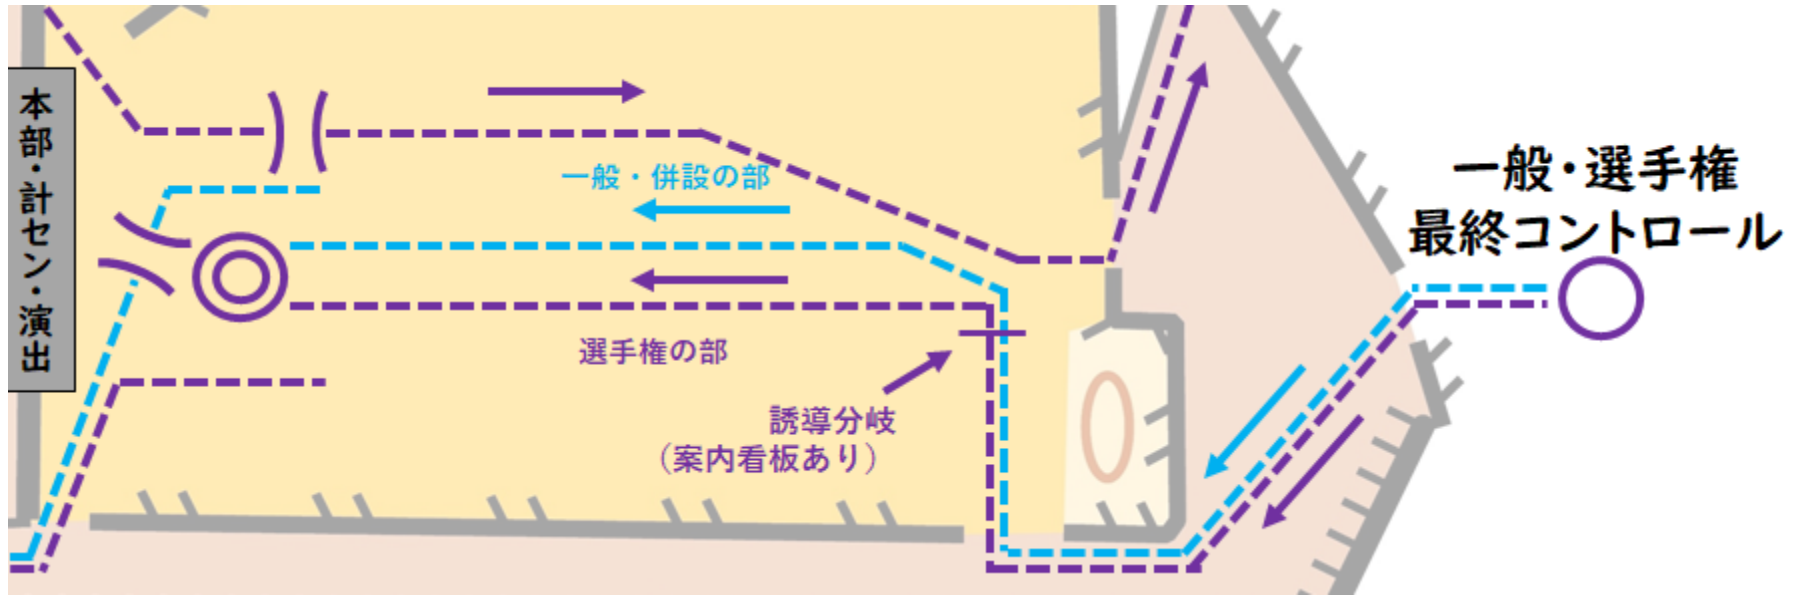 本部・計セン・演出
一般・併設の部
選手権の部
誘導分岐
（案内看板あり）
一般・選手権
最終コントロール